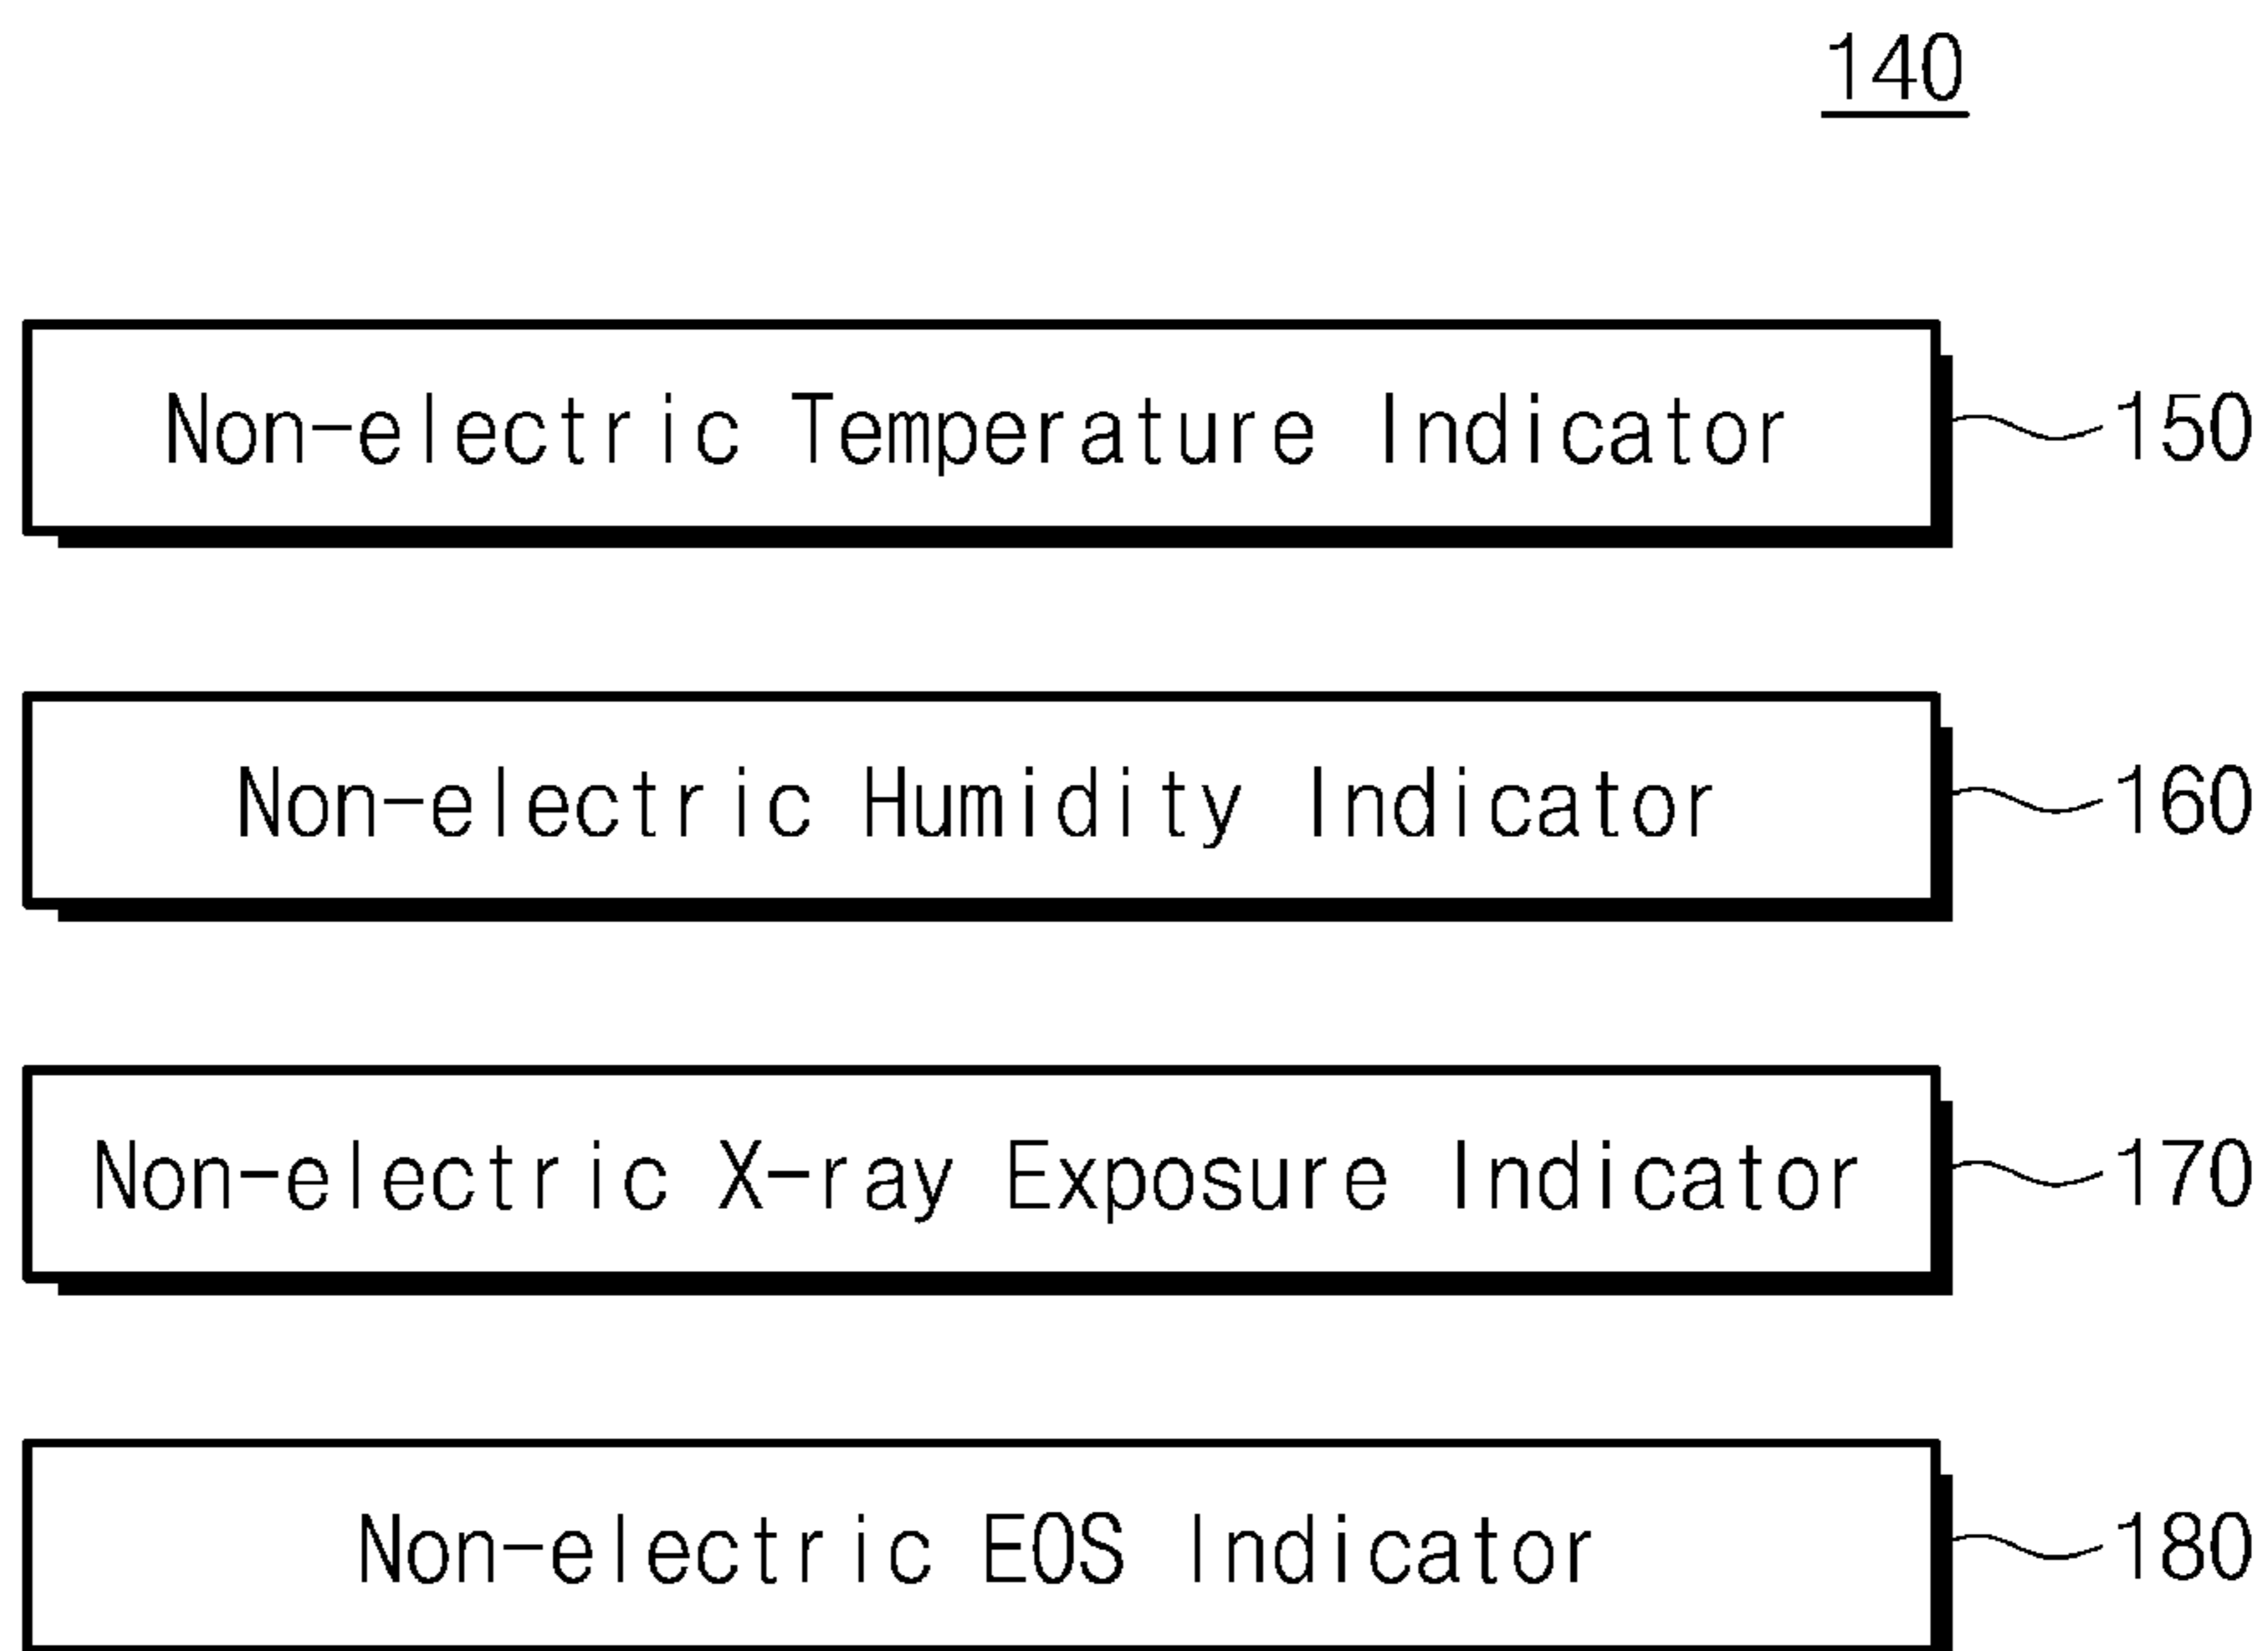 140
Non-electric Temperature Indicator 150
Non-electric Humidity Indicator 160
Non-electric X-ray Exposure Indicator 170
Non-electric EOS Indicator 180